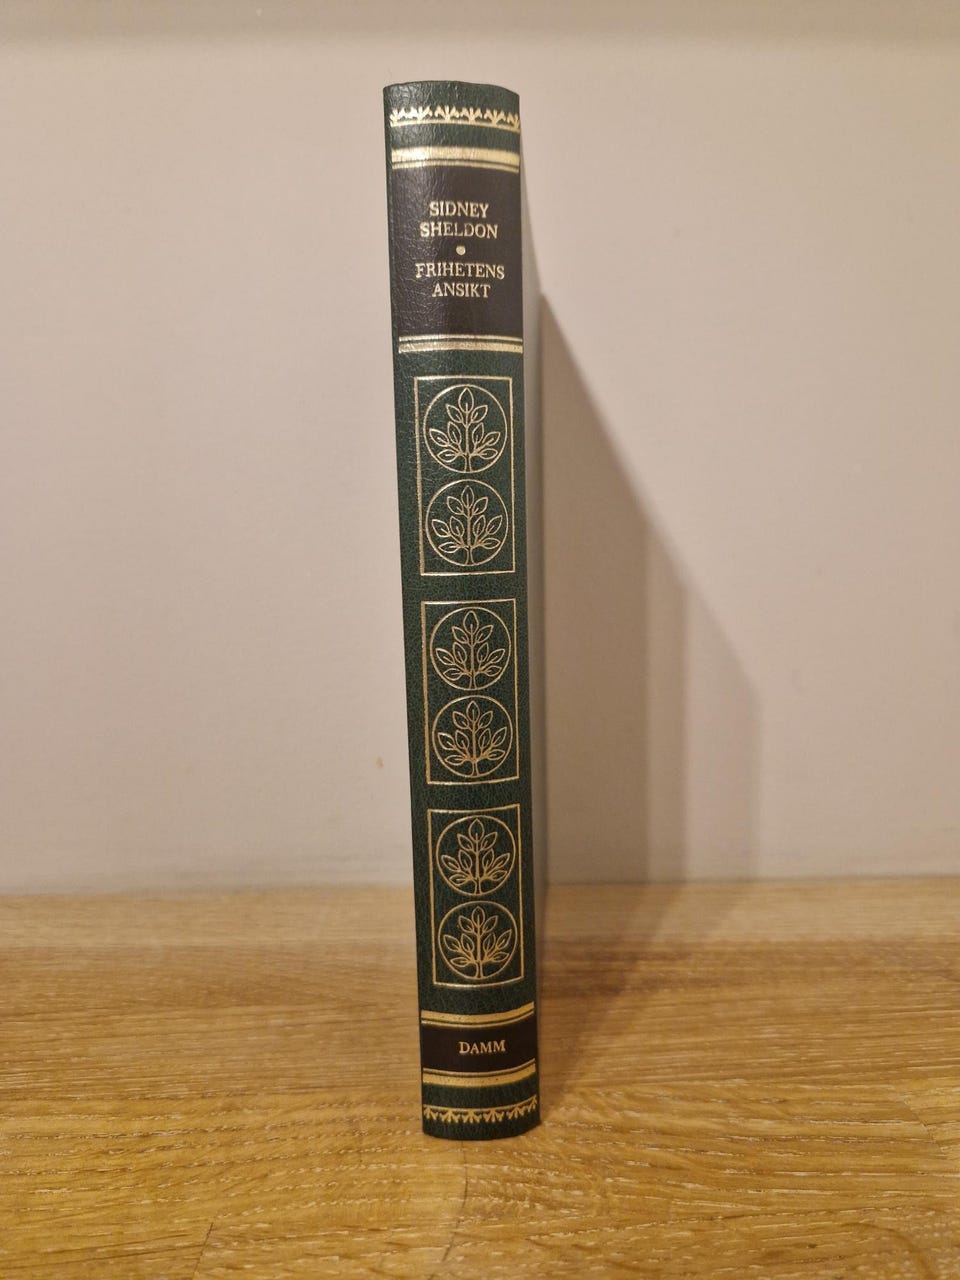 SIDNEY
SHELDON
•
FRIHETENS
ANSIKT
DAMM